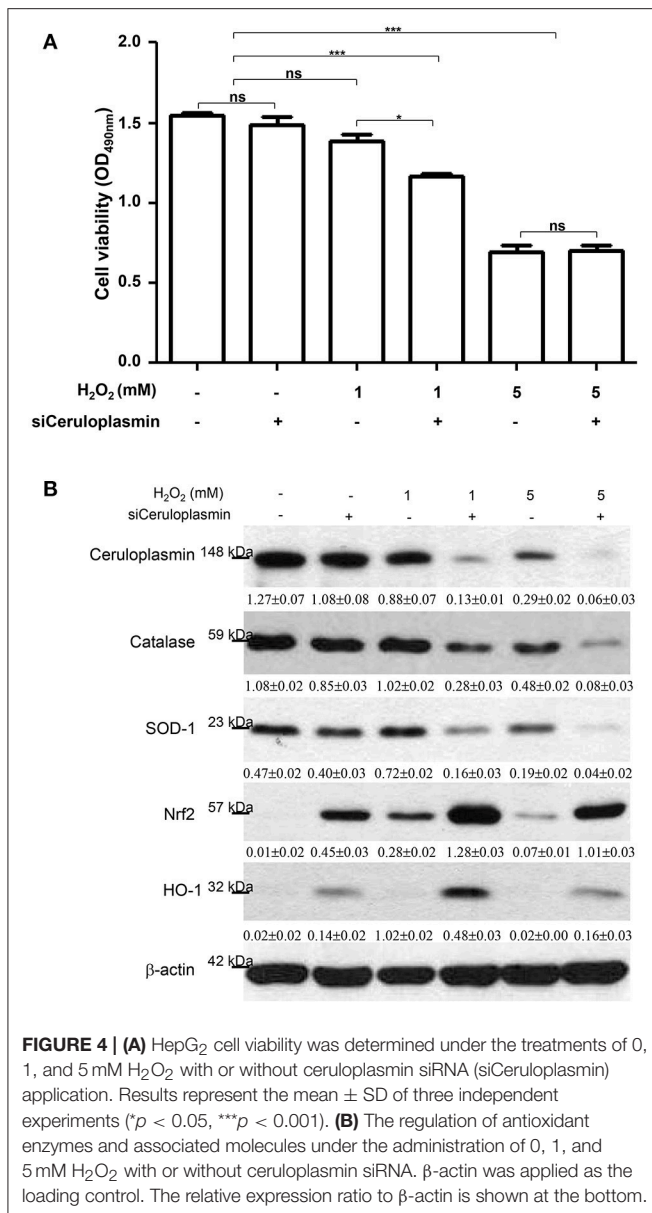 A
***
***
ns
ns
*
ns
2.0
1.5
1.0
0.5
0.0
Cell viability (OD490nm)
H2O2 (mM) - - 1 1 5 5
siCeruloplasmin - + - + - +
B
H2O2 (mM) - - 1 1 5 5
siCeruloplasmin - + - + - +
Ceruloplasmin 148 kDa
1.27±0.07 1.08±0.08 0.88±0.07 0.13±0.01 0.29±0.02 0.06±0.03
Catalase 59 kDa
1.08±0.02 0.85±0.03 1.02±0.02 0.28±0.03 0.48±0.02 0.08±0.03
SOD-1 23 kDa
0.47±0.02 0.40±0.03 0.72±0.02 0.16±0.03 0.19±0.02 0.04±0.02
Nrf2 57 kDa
0.01±0.02 0.45±0.03 0.28±0.02 1.28±0.03 0.07±0.01 1.01±0.03
HO-1 32 kDa
0.02±0.02 0.14±0.02 1.02±0.02 0.48±0.03 0.02±0.00 0.16±0.03
β-actin 42 kDa
FIGURE 4 | (A) HepG2 cell viability was determined under the treatments of 0,
1, and 5 mM H2O2 with or without ceruloplasmin siRNA (siCeruloplasmin)
application. Results represent the mean ± SD of three independent
experiments (*p < 0.05, ***p < 0.001). (B) The regulation of antioxidant
enzymes and associated molecules under the administration of 0, 1, and
5 mM H2O2 with or without ceruloplasmin siRNA. β-actin was applied as the
loading control. The relative expression ratio to β-actin is shown at the bottom.